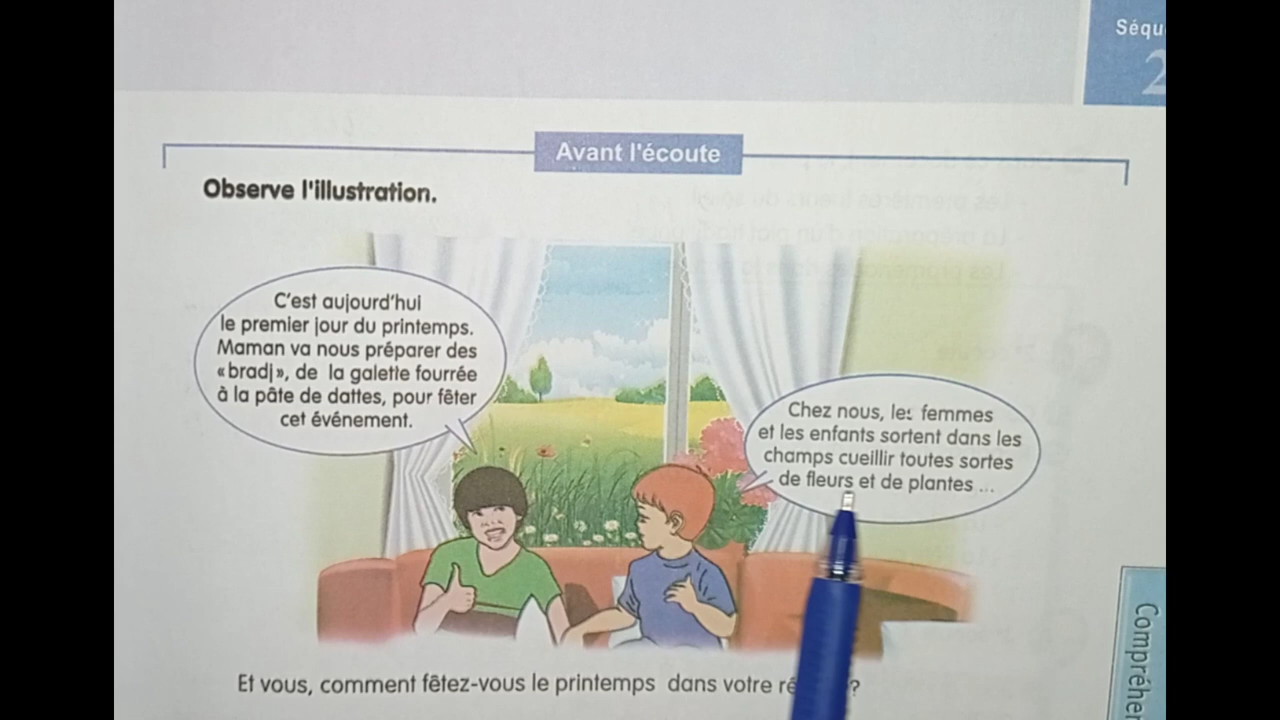 Séqu
2
Avant l'écoute
Observe l'illustration.
C'est aujourd'hui
le premier jour du printemps.
Maman va nous préparer des
«bradj», de la galette fourrée
à la pâte de dattes, pour fêter
cet événement.
Chez nous, les femmes
et les enfants sortent dans les
champs cueillir toutes sortes
de fleurs et de plantes ...
Et vous, comment fêtez-vous le printemps dans votre ré ?
Compréhen